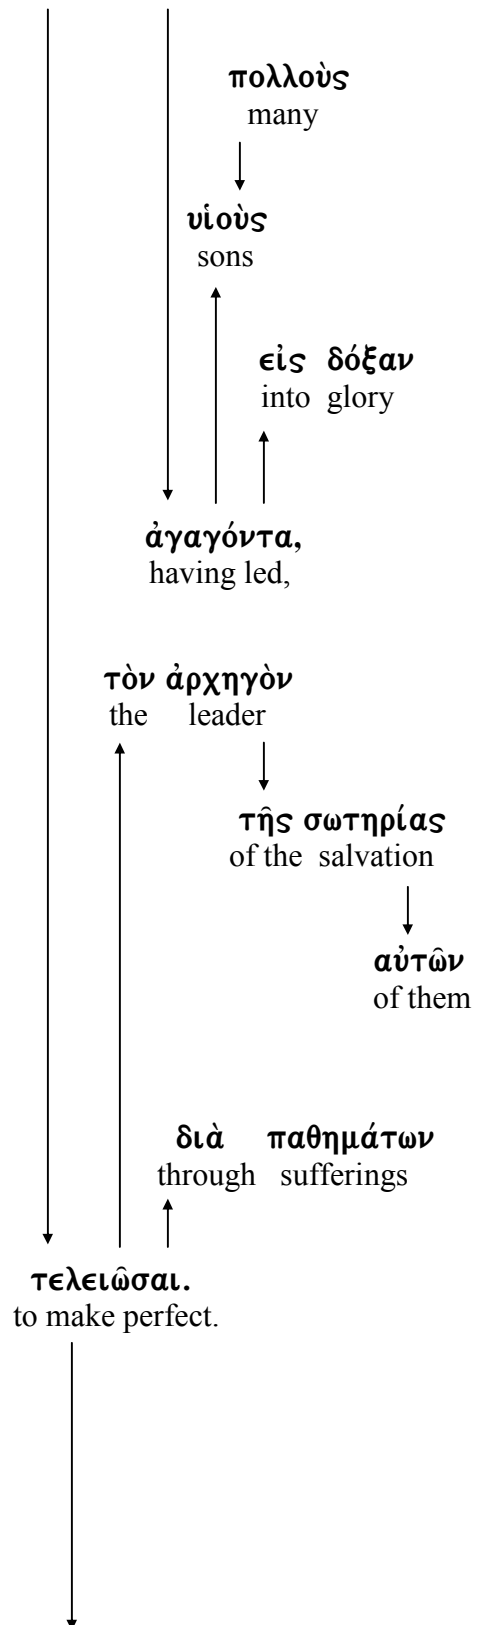 πολλοὺς
many
υἱοὺς
sons
εἰς δόξαν
into glory
ἀγαγόντα,
having led,
τὸν ἀρχηγὸν
the leader
τῆς σωτηρίας
of the salvation
αὐτῶν
of them
διὰ παθημάτων
through sufferings
τελειῶσαι.
to make perfect.